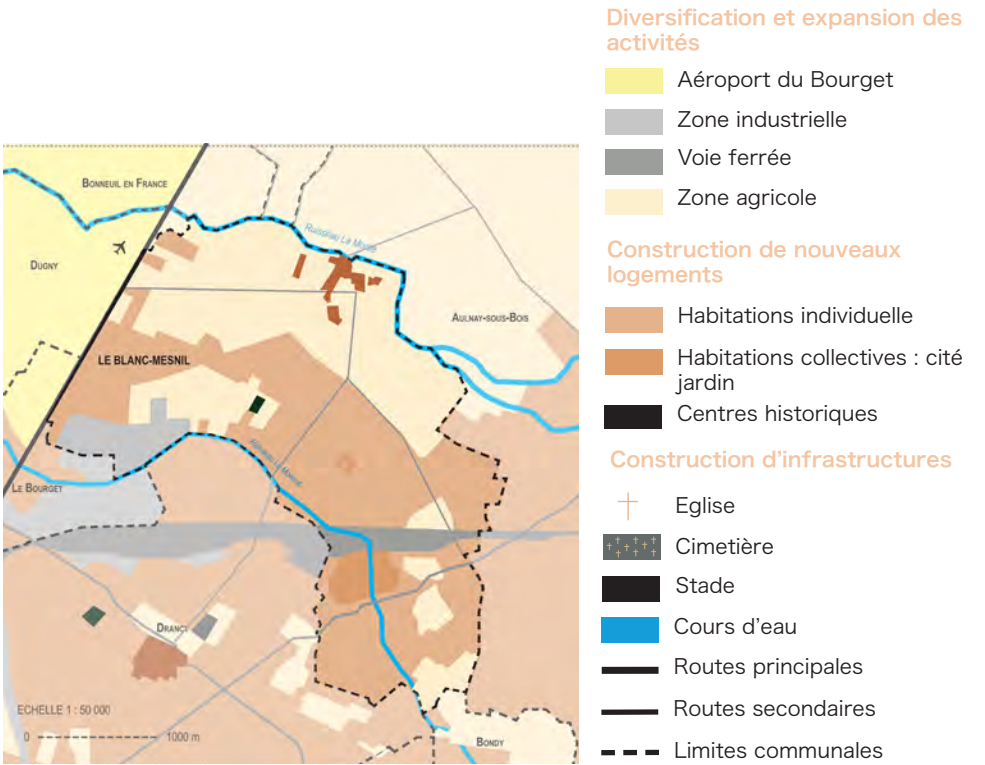 Diversification et expansion des
activités
Aéroport du Bourget
Zone industrielle
Voie ferrée
Zone agricole
Construction de nouveaux
logements
Habitations individuelle
Habitations collectives : cité
jardin
Centres historiques
Construction d'infrastructures
Eglise
Cimetière
Stade
Cours d'eau
Routes principales
Routes secondaires
Limites communales
BONNEUIL EN FRANCE
DUGNY
Ruisseau La Morée
AULNAY-SOUS-BOIS
LE BLANC-MESNIL
LE BOURGET
DRANCY
ECHELLE 1 : 50 000
0
1000 m
BONDY